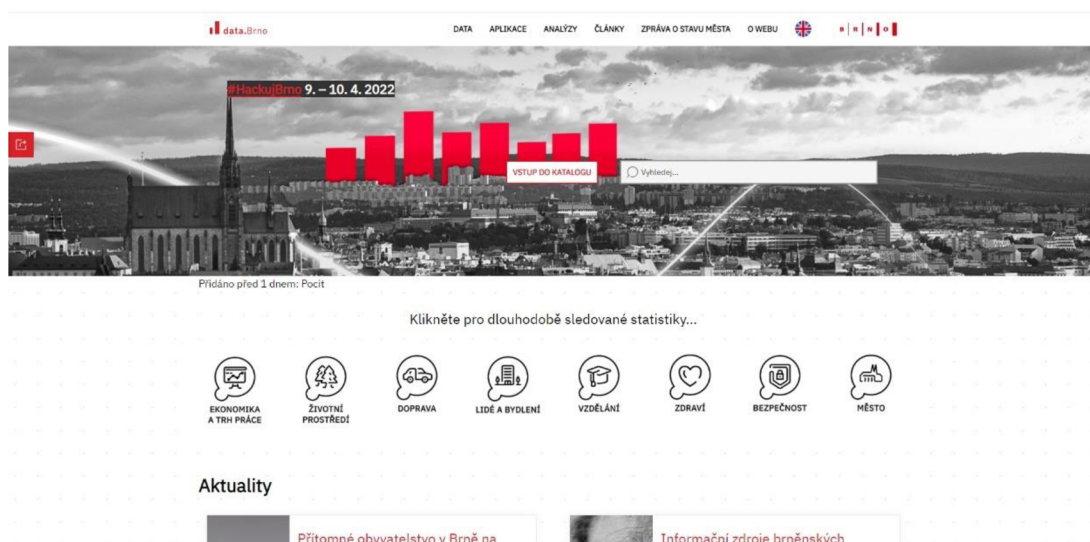 data.Brno
DATA APLIKACE ANALÝZY ČLÁNKY ZPRÁVA O STAVU MĚSTA O WEBU
B R N O
#HackujBrno 9. – 10. 4. 2022
VSTUP DO KATALOGU
Vyhledej...
Přidáno před 1 dnem: Pocit
Klikněte pro dlouhodobě sledované statistiky...
EKONOMIKA
A TRH PRÁCE
ŽIVOTNÍ
PROSTŘEDÍ
DOPRAVA
LIDÉ A BYDLENÍ
VZDĚLÁNÍ
ZDRAVÍ
BEZPEČNOST
MĚSTO
Aktuality
Přítomné obyvatelstvo v Brně na
Informační zdroje brněnských